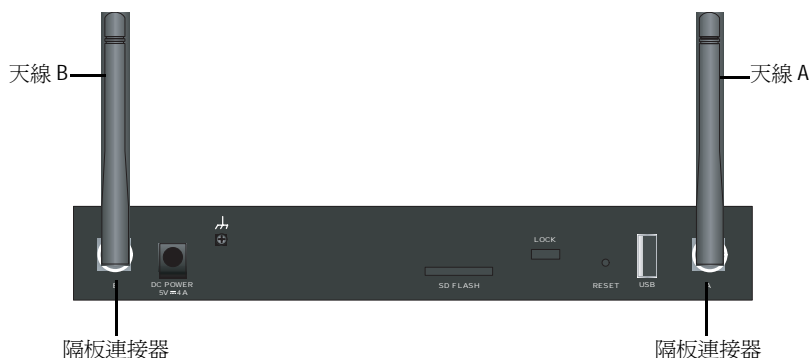 天線 B
天線 A
LOCK
B
DC POWER
5V⎓4A
SD FLASH
RESET
USB
A
隔板連接器
隔板連接器